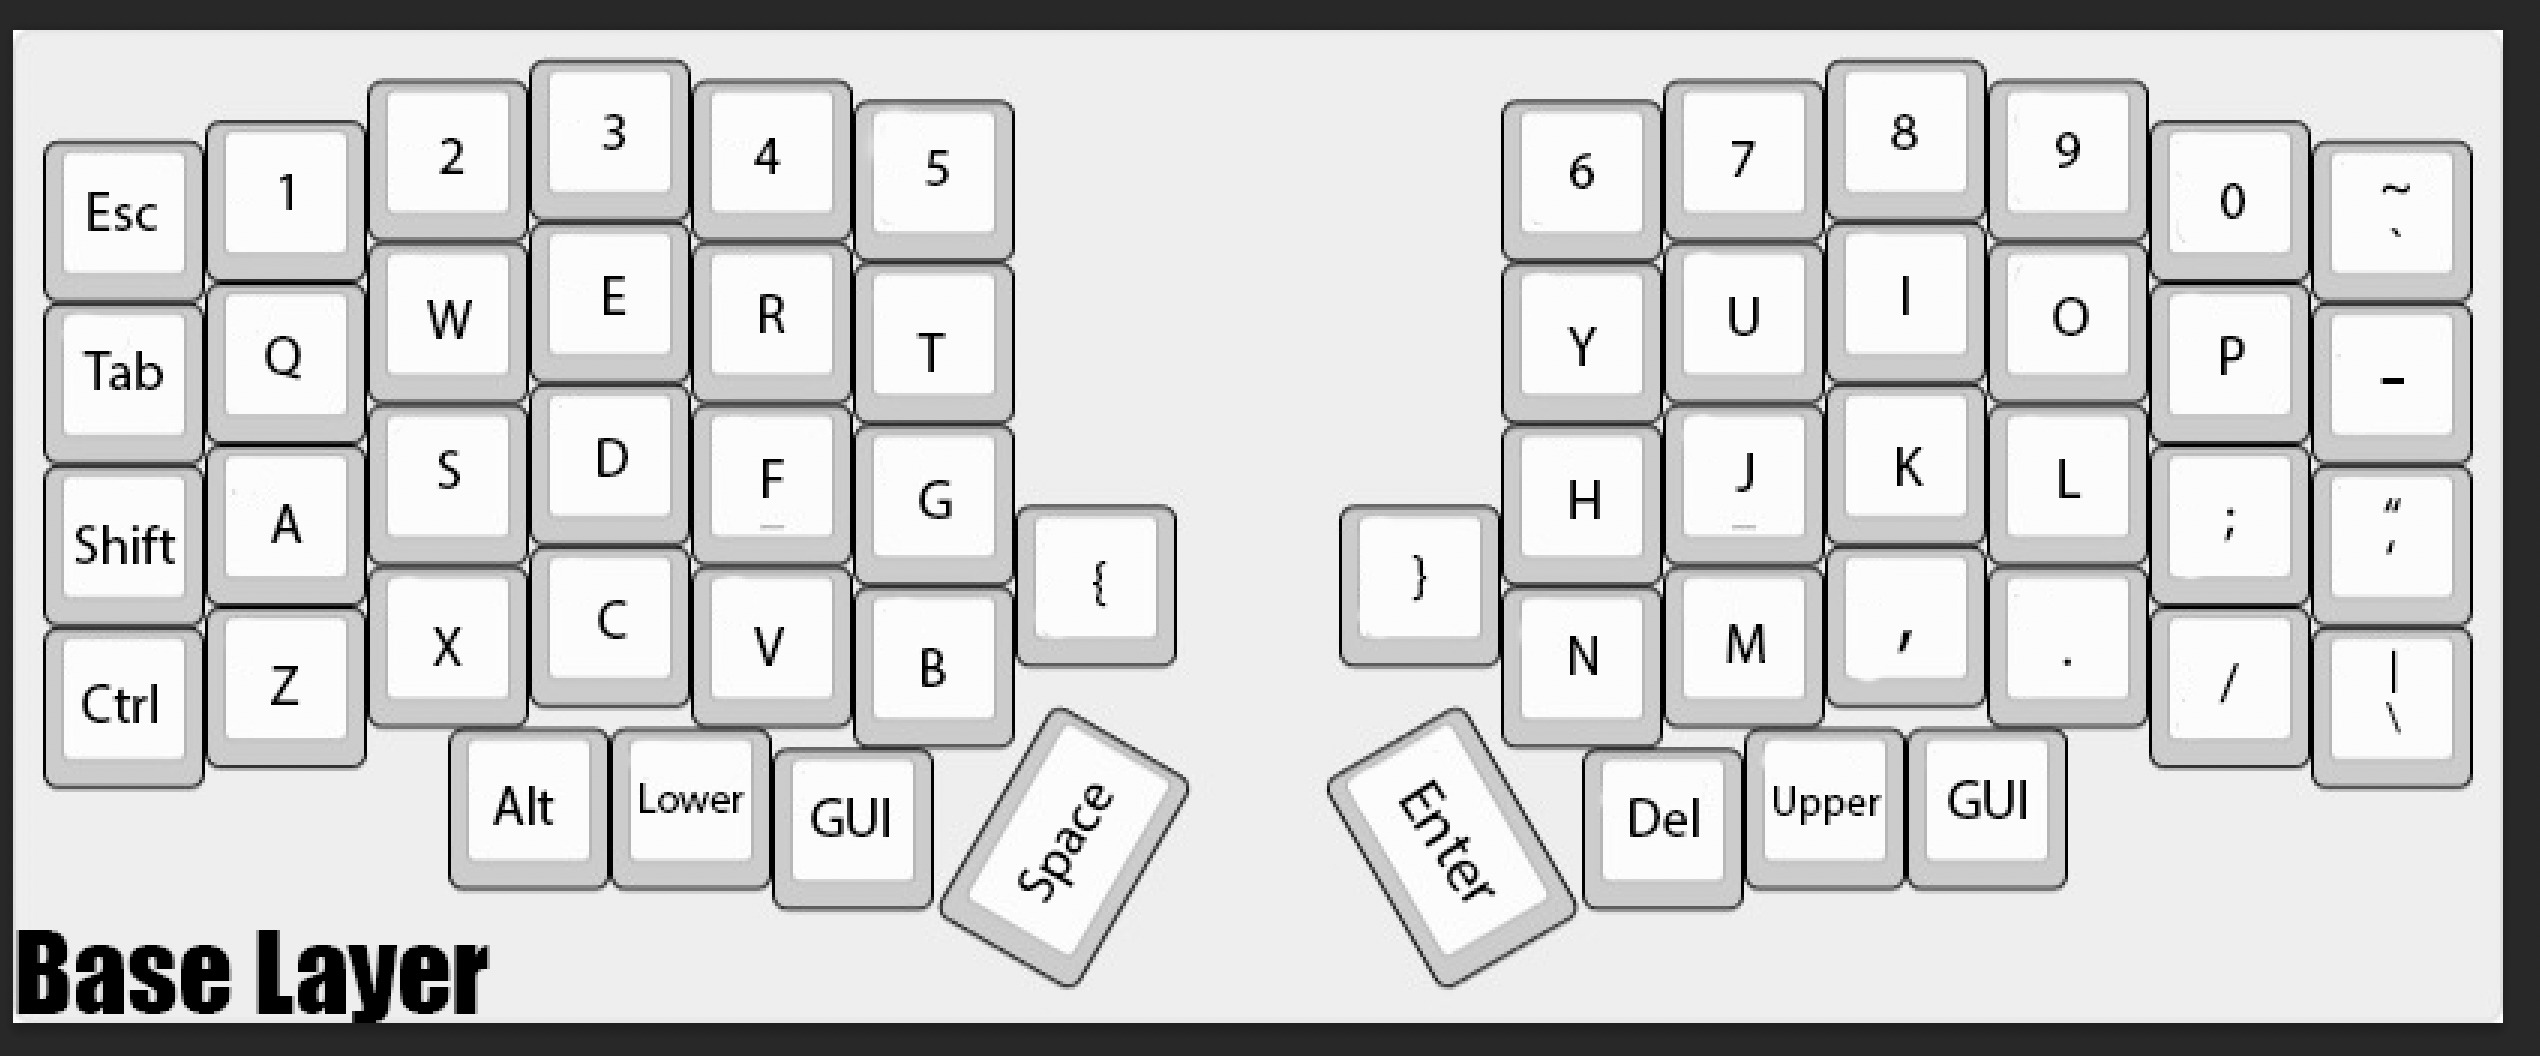 Esc 1 2 3 4 5 6 7 8 9 0 ~ `
Tab Q W E R T Y U I O P -
Shift A S D F G H J K L ; " '
{ }
Ctrl Z X C V B N M , . / | \
Alt Lower GUI Space Enter Del Upper GUI
Base Layer